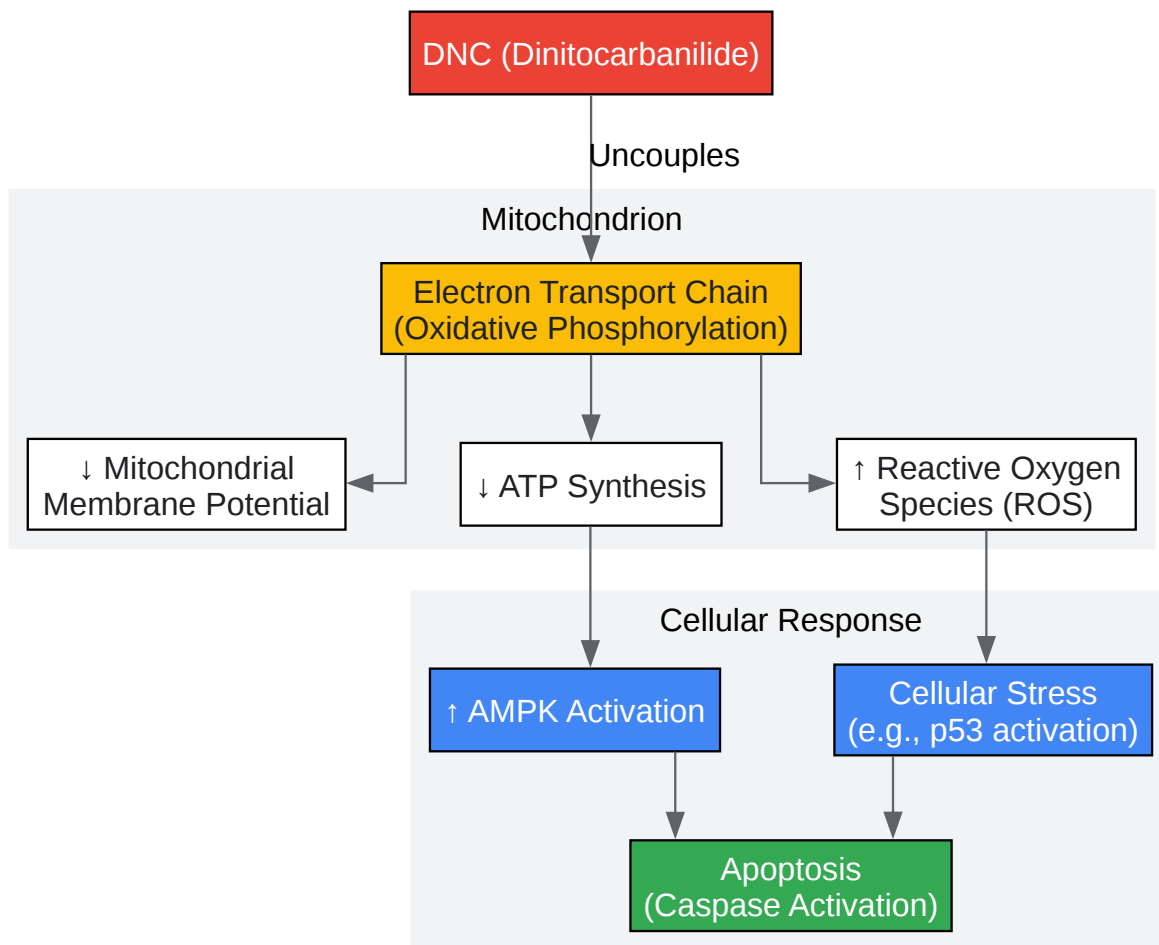 DNC (Dinitocarbanilide)
Uncouples
Mitochondrion
Electron Transport Chain
(Oxidative Phosphorylation)
↓ Mitochondrial
Membrane Potential
↓ ATP Synthesis
↑ Reactive Oxygen
Species (ROS)
Cellular Response
↑ AMPK Activation
Cellular Stress
(e.g., p53 activation)
Apoptosis
(Caspase Activation)